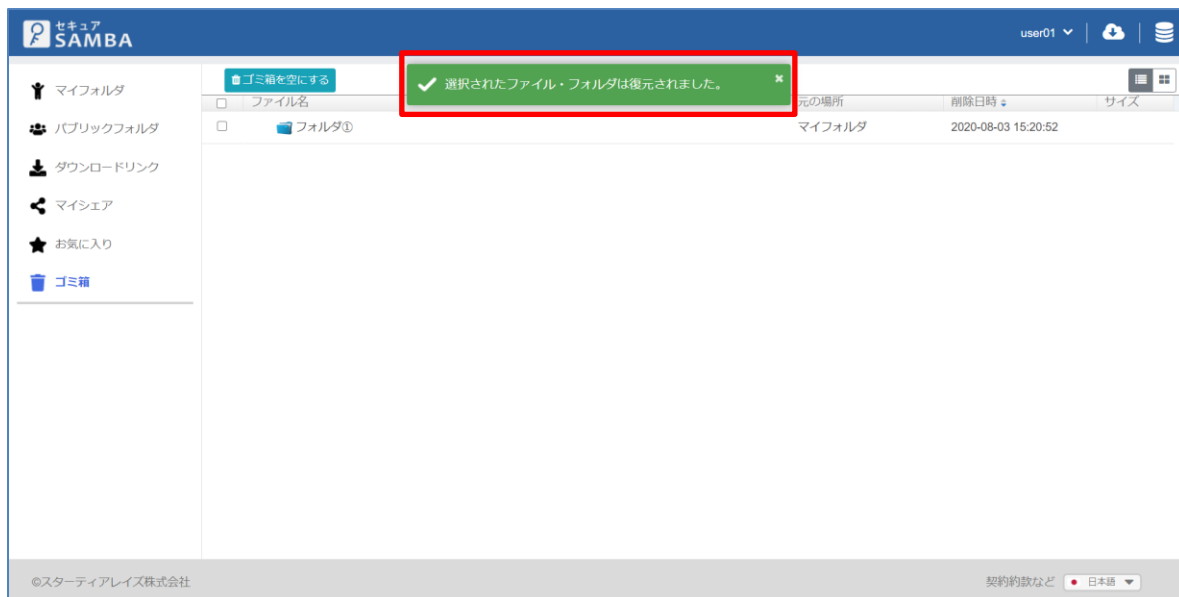 セキュア
SAMBA
user01
マイフォルダ
パブリックフォルダ
ダウンロードリンク
マイシェア
お気に入り
ゴミ箱
ゴミ箱を空にする
選択されたファイル・フォルダは復元されました。
ファイル名 元の場所 削除日時 サイズ
フォルダ① マイフォルダ 2020-08-03 15:20:52
©スターティアレイズ株式会社
契約約款など 日本語